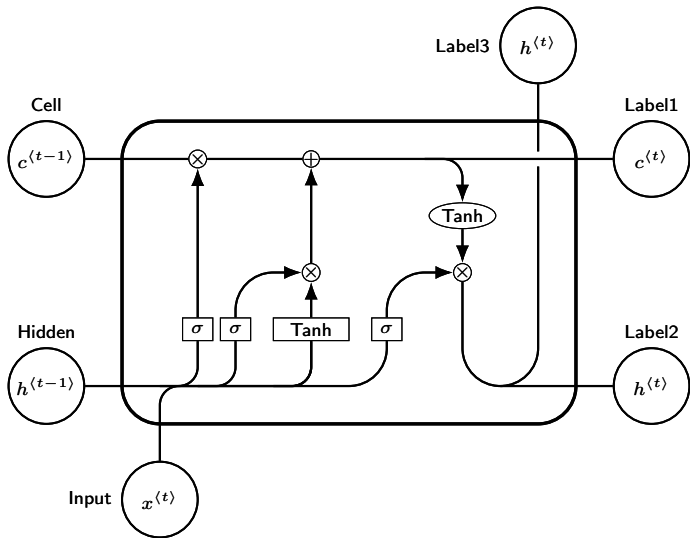 Label3
h⟨t⟩
Cell
Label1
c⟨t−1⟩
c⟨t⟩
Tanh
σ
σ
Tanh
σ
Hidden
Label2
h⟨t−1⟩
h⟨t⟩
Input
x⟨t⟩